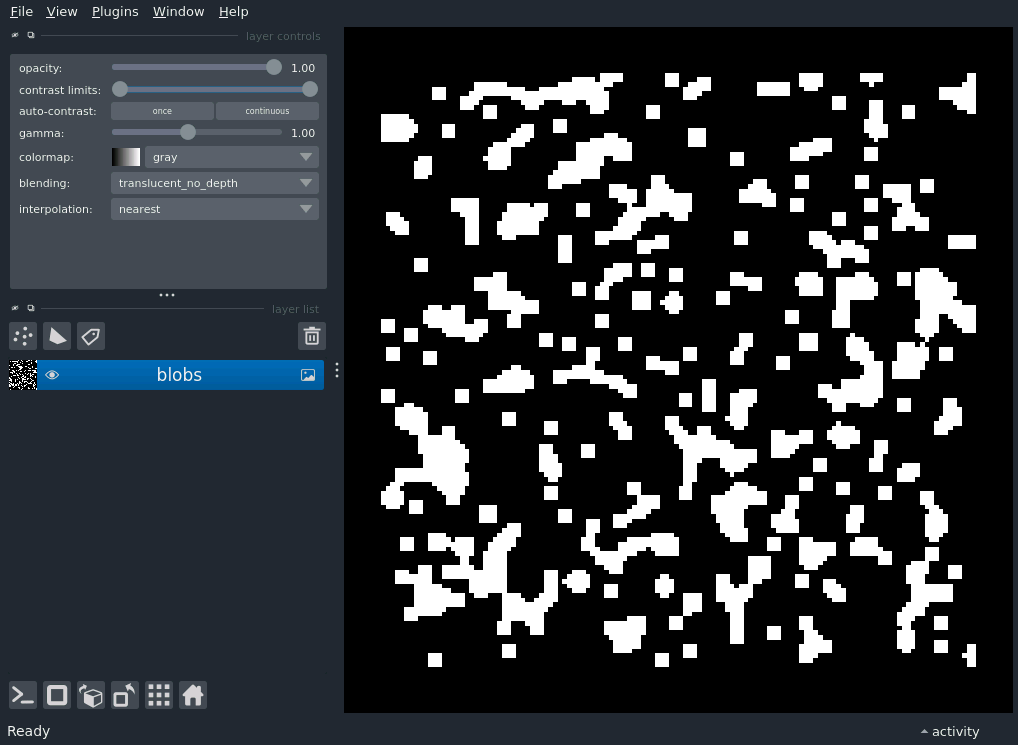 File View Plugins Window Help
layer controls
opacity: 1.00
contrast limits:
auto-contrast: once continuous
gamma: 1.00
colormap: gray
blending: translucent_no_depth
interpolation: nearest
layer list
blobs
Ready
activity